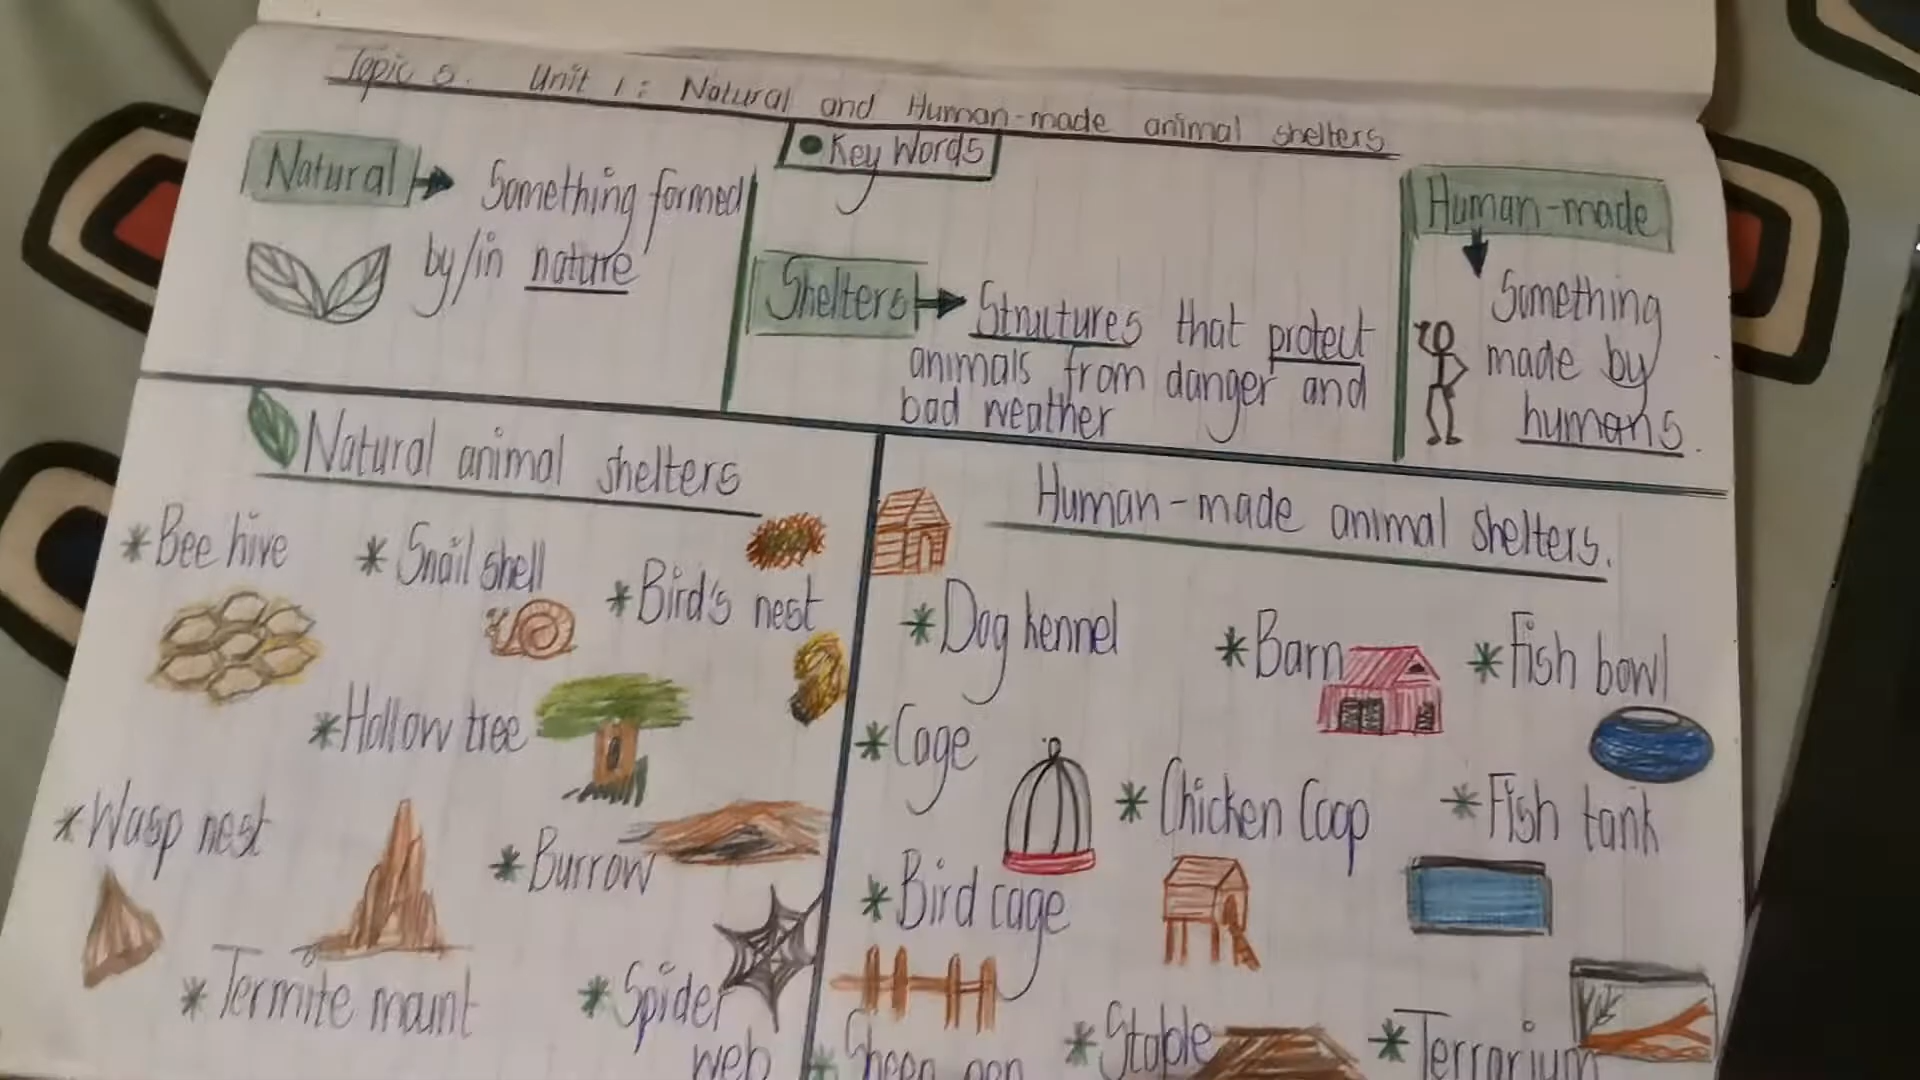 Topic 5. Unit 1: Natural and Human-made animal shelters
• Key Words
Natural → Something formed
by/in nature
Shelters → Structures that protect
animals from danger and
bad weather
Human-made
Something
made by
humans.
Natural animal shelters
* Bee hive
* Snail shell
* Bird's nest
* Hollow tree
* Wasp nest
* Burrow
* Termite mount
* Spider
web
Human-made animal shelters.
* Dog kennel
* Barn
* Fish bowl
* Cage
* Chicken Coop
* Fish tank
* Bird cage
* Sheep pen
* Stable
* Terrarium